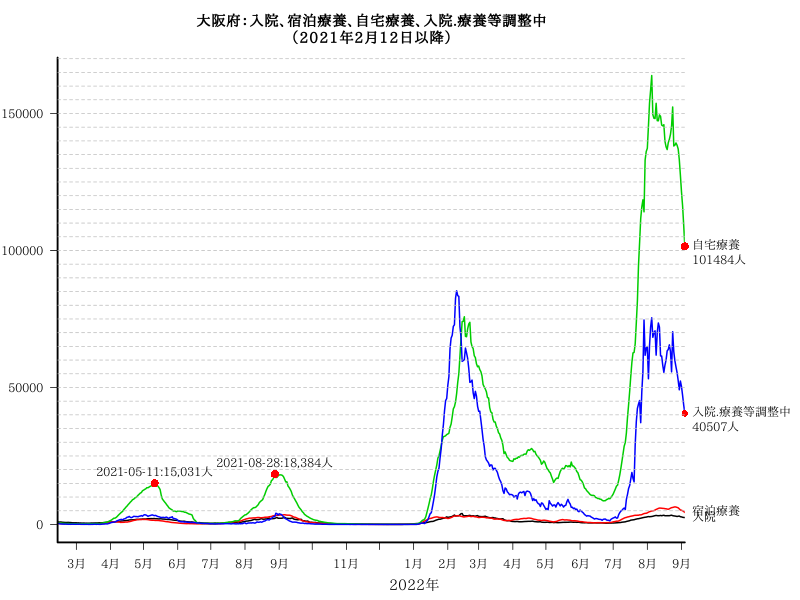 大阪府：入院、宿泊療養、自宅療養、入院.療養等調整中
（2021年2月12日以降）
150000
100000
50000
0
2021-05-11:15,031人
2021-08-28:18,384人
自宅療養
101484人
入院.療養等調整中
40507人
宿泊療養
入院
3月 4月 5月 6月 7月 8月 9月 11月 1月 2月 3月 4月 5月 6月 7月 8月 9月
2022年